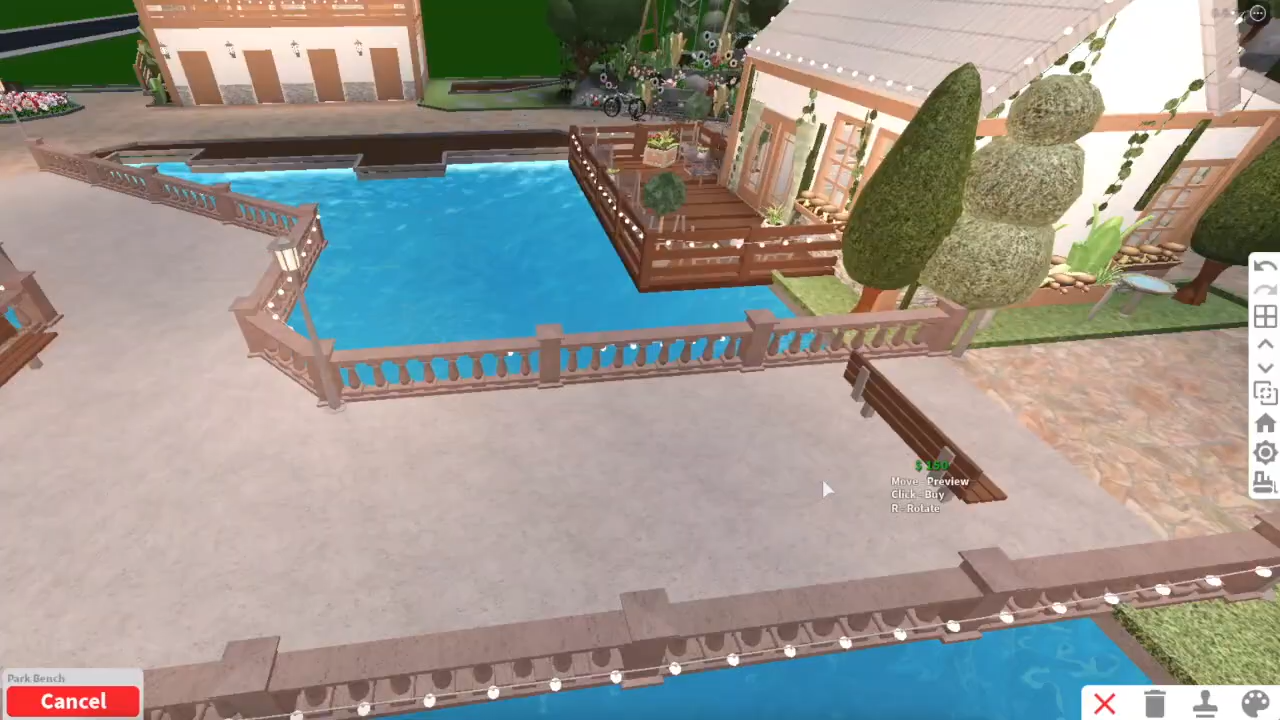 $ 150
Move - Preview
Click - Buy
R - Rotate
Park Bench
Cancel